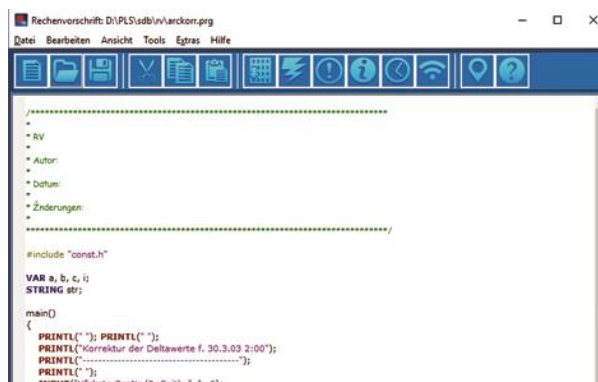 Rechenvorschrift: D:\PLS\sdb\rv\arckorr.prg
Datei Bearbeiten Ansicht Tools Extras Hilfe
/******************************************************************************
*
* RV
*
* Autor:
*
* Datum:
*
* Žnderungen:
*
******************************************************************************/
#include "const.h"
VAR a, b, c, i;
STRING str;
main()
{
PRINTL(" "); PRINTL(" ");
PRINTL("Korrektur der Deltawerte f. 30.3.03 2:00");
PRINTL("----------------------------------------");
PRINTL(" ");